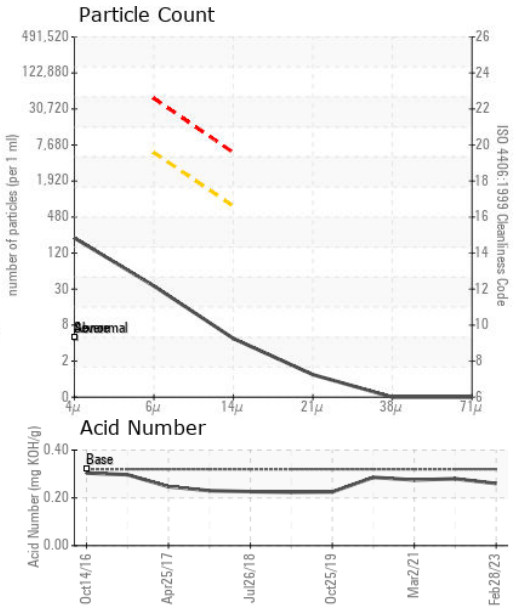 Particle Count
491,520
122,880
30,720
7,680
1,920
480
120
30
8
2
0
26
24
22
20
18
16
14
12
10
8
6
number of particles (per 1 ml)
ISO 4406:1999 Cleanliness Code
Abnormal
4µ
6µ
14µ
21µ
38µ
71µ
Acid Number
Acid Number (mg KOH/g)
0.40
0.20
0.00
Base
Oct14/16
Apr25/17
Jul26/18
Oct25/19
Mar2/21
Feb28/23